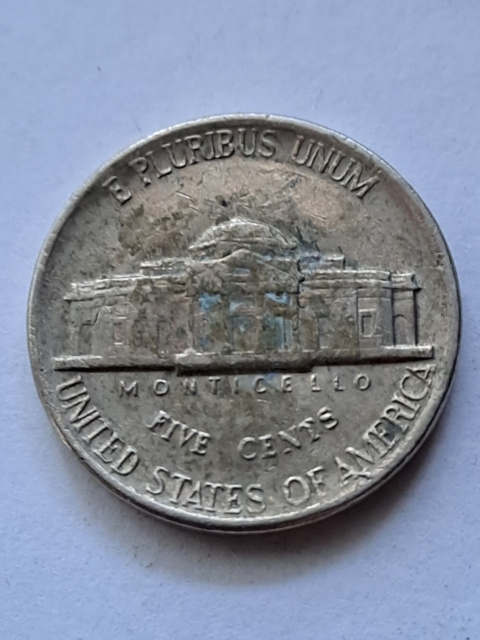 E PLURIBUS UNUM
MONTICELLO
FIVE CENTS
UNITED STATES OF AMERICA